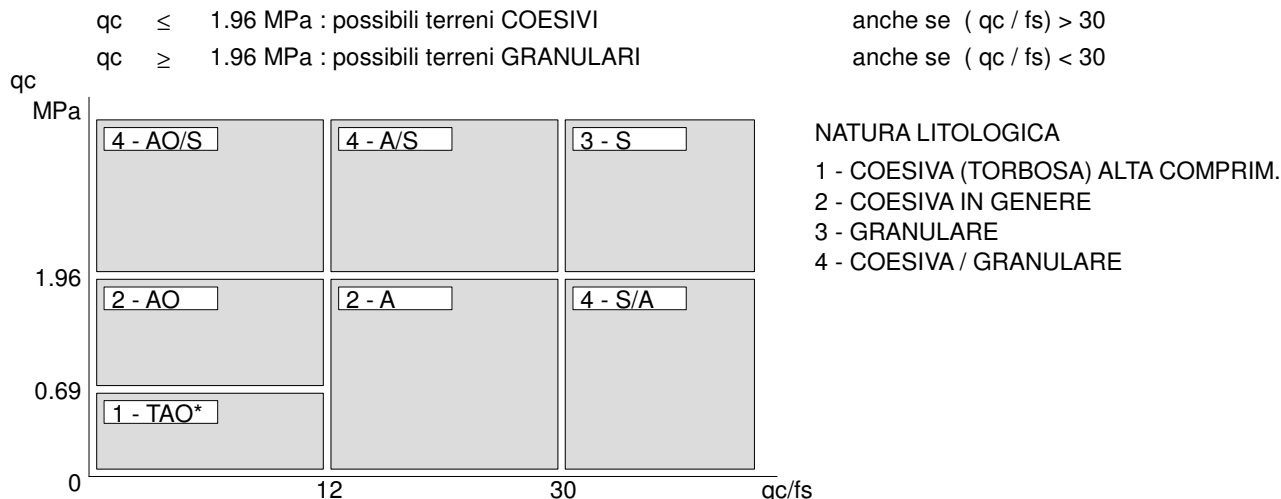 qc ≤ 1.96 MPa : possibili terreni COESIVI anche se ( qc / fs) > 30
qc ≥ 1.96 MPa : possibili terreni GRANULARI anche se ( qc / fs) < 30
qc
MPa
4 - AO/S 4 - A/S 3 - S
1.96
2 - AO 2 - A 4 - S/A
0.69
1 - TAO*
0
12 30 qc/fs
NATURA LITOLOGICA
1 - COESIVA (TORBOSA) ALTA COMPRIM.
2 - COESIVA IN GENERE
3 - GRANULARE
4 - COESIVA / GRANULARE